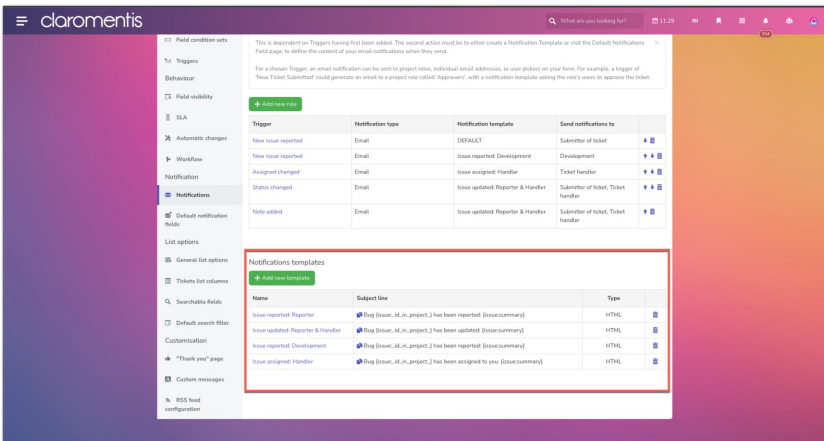 claromentis
What are you looking for?
11:29
Field condition sets
Triggers
Behaviour
Field visibility
SLA
Automatic changes
Workflow
Notification
Notifications
Default notification
fields
List options
General list options
Tickets list columns
Searchable fields
Default search filter
Customisation
"Thank you" page
Custom messages
RSS feed
configuration
This is dependent on Triggers having first been added. The second action must be to either create a Notification Template or visit the Default Notifications
Field page, to define the content of your email notifications when they send.
For a chosen Trigger, an email notification can be sent to project roles, individual email addresses, or user pickers on your form. For example, a trigger of
'New Ticket Submitted' could generate an email to a project role called 'Approvers', with a notification template asking the role's users to approve the ticket.
+ Add new rule
Trigger Notification type Notification template Send notifications to
New issue reported Email DEFAULT Submitter of ticket
New issue reported Email Issue reported: Development Development
Assigned changed Email Issue assigned: Handler Ticket handler
Status changed Email Issue updated: Reporter & Handler Submitter of ticket, Ticket
handler
Note added Email Issue updated: Reporter & Handler Submitter of ticket, Ticket
handler
Notifications templates
+ Add new template
Name Subject line Type
Issue reported: Reporter Bug {issue:_id_in_project_} has been reported: {issue:summary} HTML
Issue updated: Reporter & Handler Bug {issue:_id_in_project_} has been updated: {issue:summary} HTML
Issue reported: Development Bug {issue:_id_in_project_} has been reported: {issue:summary} HTML
Issue assigned: Handler Bug {issue:_id_in_project_} has been assigned to you: {issue:summary} HTML